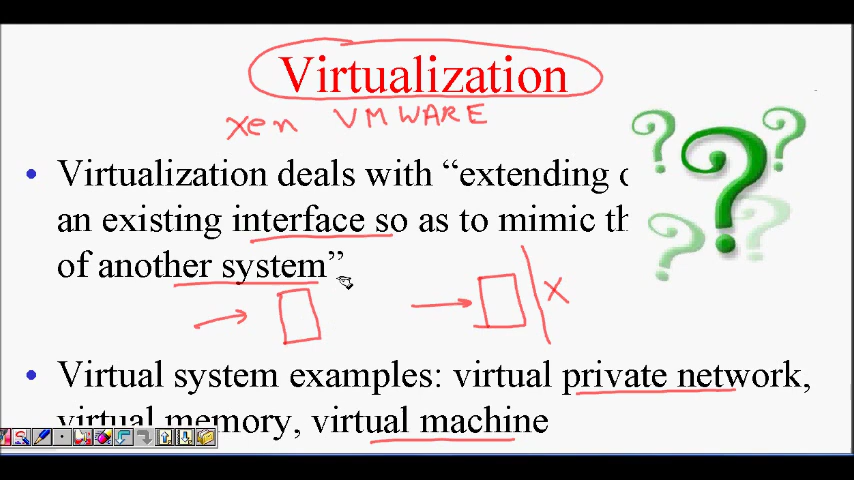 Virtualization
xen VMWARE
Virtualization deals with “extending
an existing interface so as to mimic th
of another system”
X
Virtual system examples: virtual private network,
virtual memory, virtual machine